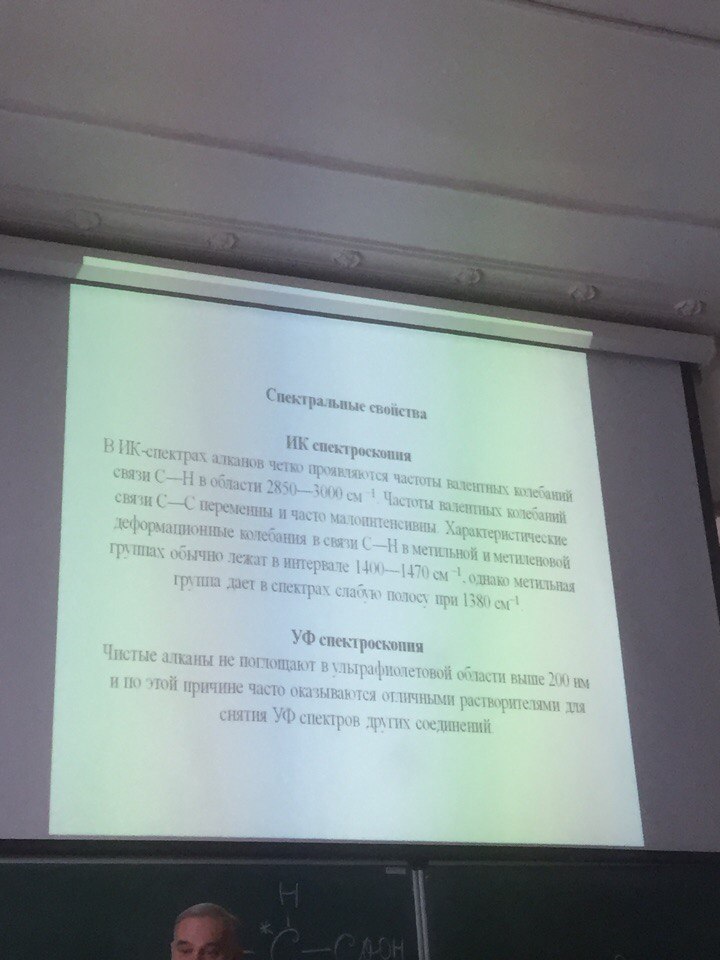 Спектральные свойства
ИК спектроскопия
В ИК-спектрах алканов четко проявляются частоты валентных колебаний
связи С—Н в области 2850—3000 см⁻¹. Частоты валентных колебаний
связи С—С переменны и часто малоинтенсивны. Характеристические
деформационные колебания в связи С—Н в метильной и метиленовой
группах обычно лежат в интервале 1400—1470 см⁻¹, однако метильная
группа дает в спектрах слабую полосу при 1380 см⁻¹.
УФ спектроскопия
Чистые алканы не поглощают в ультрафиолетовой области выше 200 нм
и по этой причине часто оказываются отличными растворителями для
снятия УФ спектров других соединений.
H
*C—C